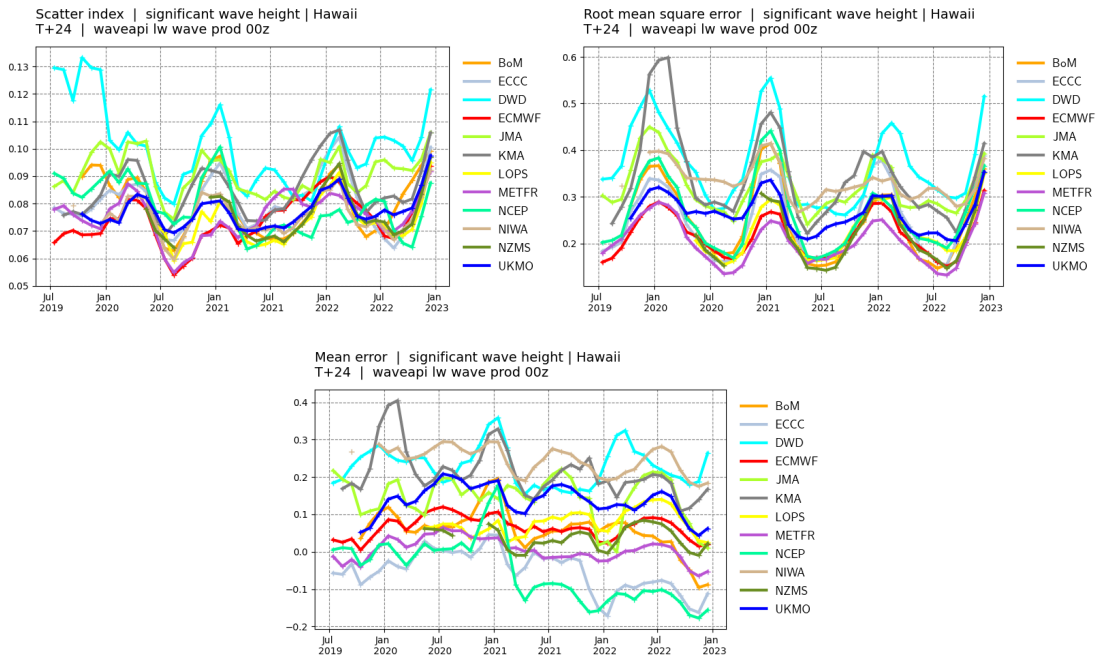 Scatter index | significant wave height | Hawaii
T+24 | waveapi lw wave prod 00z
0.13
0.12
0.11
0.10
0.09
0.08
0.07
0.06
0.05
Jul 2019
Jan 2020
Jul 2020
Jan 2021
Jul 2021
Jan 2022
Jul 2022
Jan 2023
BoM
ECCC
DWD
ECMWF
JMA
KMA
LOPS
METFR
NCEP
NIWA
NZMS
UKMO
Root mean square error | significant wave height | Hawaii
T+24 | waveapi lw wave prod 00z
0.6
0.5
0.4
0.3
0.2
Jul 2019
Jan 2020
Jul 2020
Jan 2021
Jul 2021
Jan 2022
Jul 2022
Jan 2023
BoM
ECCC
DWD
ECMWF
JMA
KMA
LOPS
METFR
NCEP
NIWA
NZMS
UKMO
Mean error | significant wave height | Hawaii
T+24 | waveapi lw wave prod 00z
0.4
0.3
0.2
0.1
0.0
−0.1
−0.2
Jul 2019
Jan 2020
Jul 2020
Jan 2021
Jul 2021
Jan 2022
Jul 2022
Jan 2023
BoM
ECCC
DWD
ECMWF
JMA
KMA
LOPS
METFR
NCEP
NIWA
NZMS
UKMO